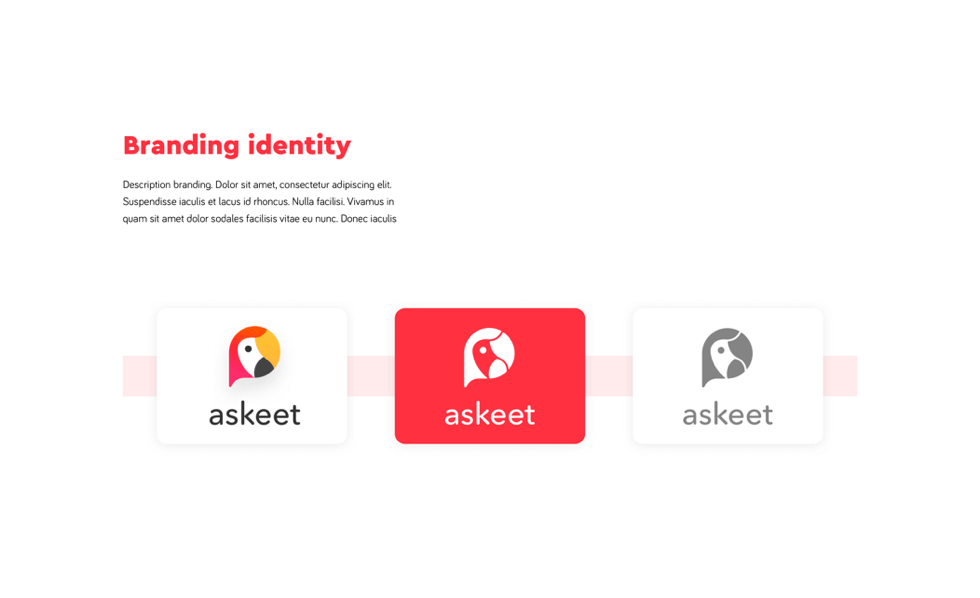 Branding identity
Description branding. Dolor sit amet, consectetur adipiscing elit.
Suspendisse iaculis et lacus id rhoncus. Nulla facilisi. Vivamus in
quam sit amet dolor sodales facilisis vitae eu nunc. Donec iaculis
askeet
askeet
askeet